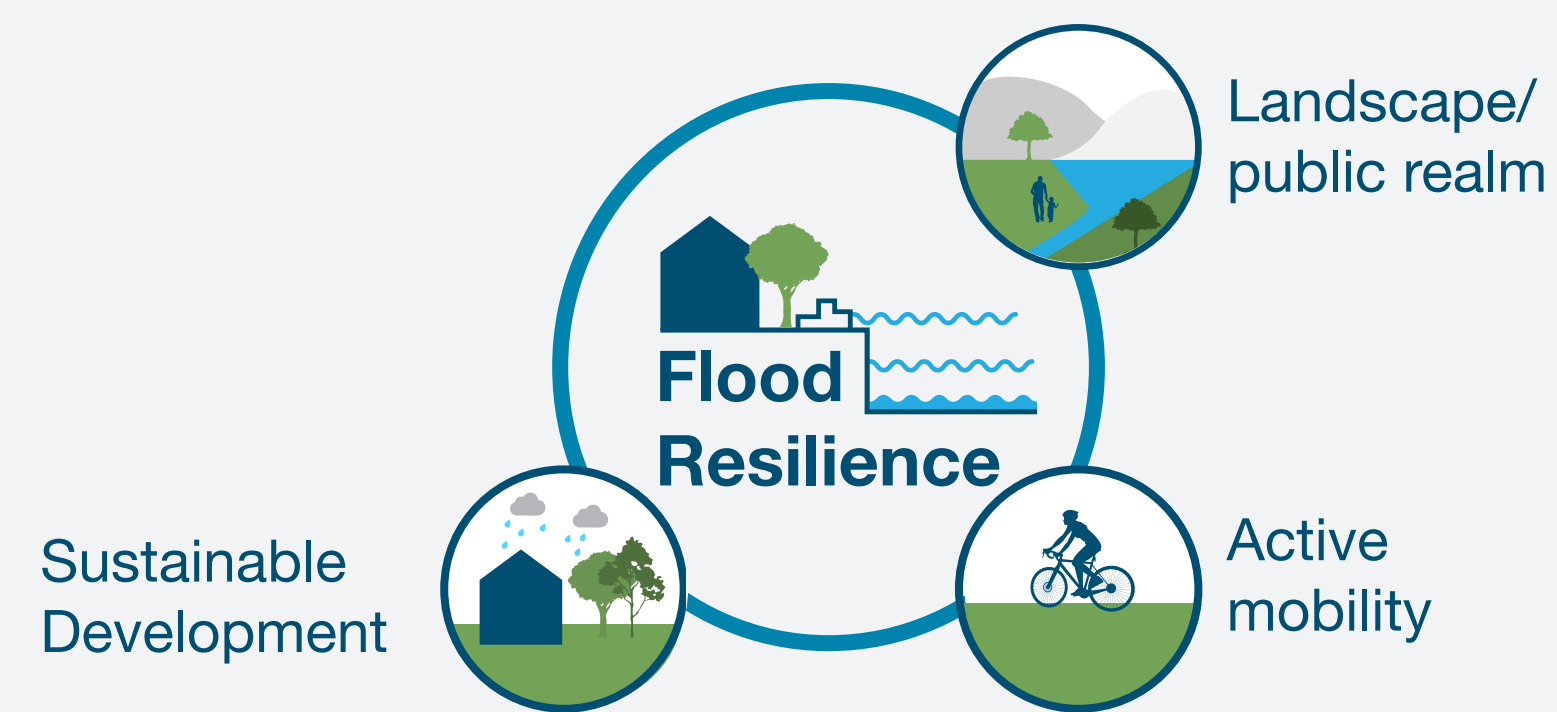 Landscape/
public realm
Flood
Resilience
Sustainable
Development
Active
mobility